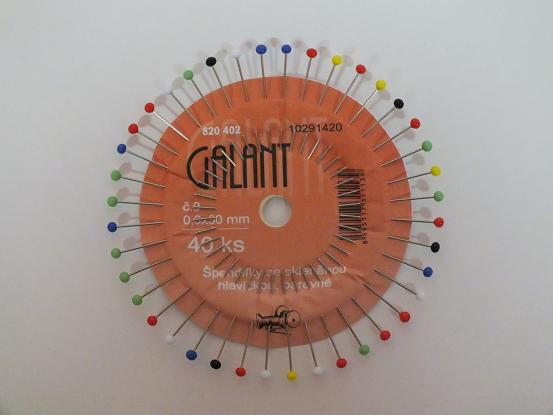 820 402 10291420
GALANT
č.9
0,6x30 mm
40 ks
Špendlíky se skleněnou
hlavičkou, barevné